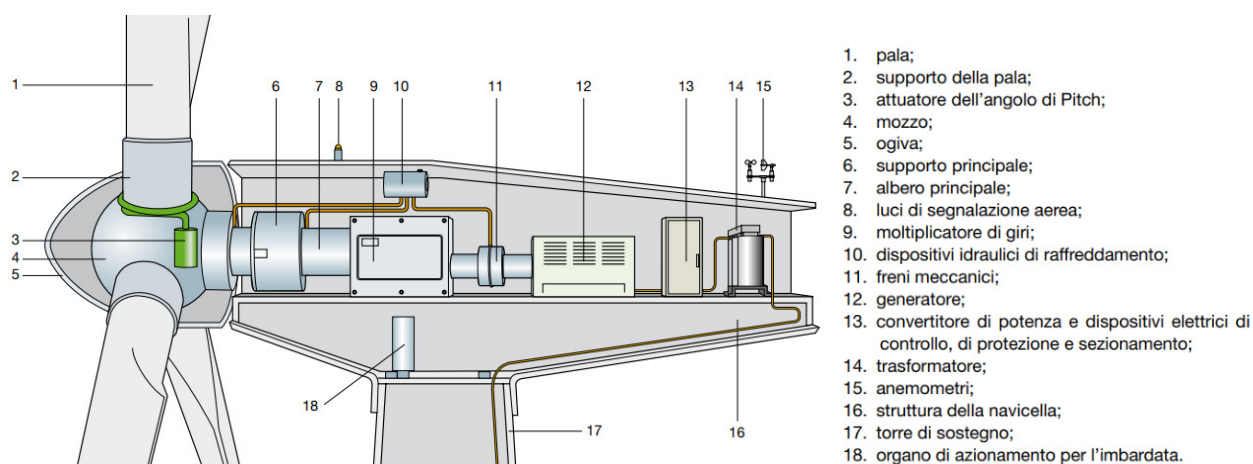 1
2
3
4
5
6
7
8
9
10
11
12
13
14
15
16
17
18
1. pala;
2. supporto della pala;
3. attuatore dell'angolo di Pitch;
4. mozzo;
5. ogiva;
6. supporto principale;
7. albero principale;
8. luci di segnalazione aerea;
9. moltiplicatore di giri;
10. dispositivi idraulici di raffreddamento;
11. freni meccanici;
12. generatore;
13. convertitore di potenza e dispositivi elettrici di
controllo, di protezione e sezionamento;
14. trasformatore;
15. anemometri;
16. struttura della navicella;
17. torre di sostegno;
18. organo di azionamento per l'imbardata.